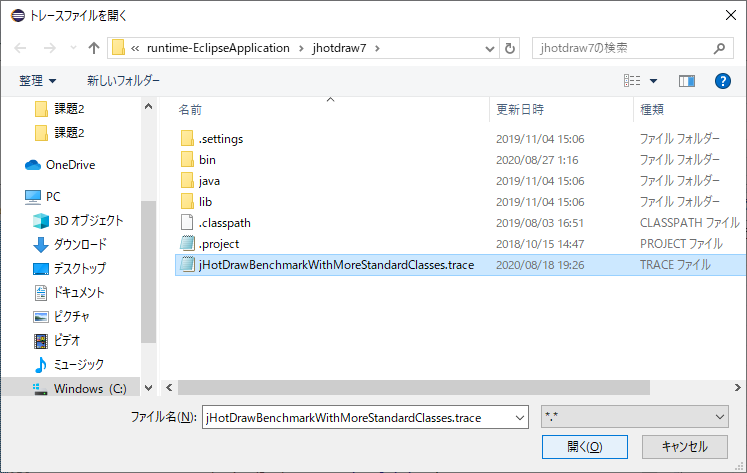 トレースファイルを開く
« runtime-EclipseApplication > jhotdraw7 >
jhotdraw7の検索
整理 新しいフォルダー
課題2
課題2
OneDrive
PC
3D オブジェクト
ダウンロード
デスクトップ
ドキュメント
ピクチャ
ビデオ
ミュージック
Windows (C:)
名前 更新日時 種類
.settings 2019/11/04 15:06 ファイル フォルダー
bin 2020/08/27 1:16 ファイル フォルダー
java 2019/11/04 15:06 ファイル フォルダー
lib 2019/11/04 15:06 ファイル フォルダー
.classpath 2019/08/03 16:51 CLASSPATH ファイル
.project 2018/10/15 14:47 PROJECT ファイル
jHotDrawBenchmarkWithMoreStandardClasses.trace 2020/08/18 19:26 TRACE ファイル
ファイル名(N): jHotDrawBenchmarkWithMoreStandardClasses.trace *.*
開く(O) キャンセル